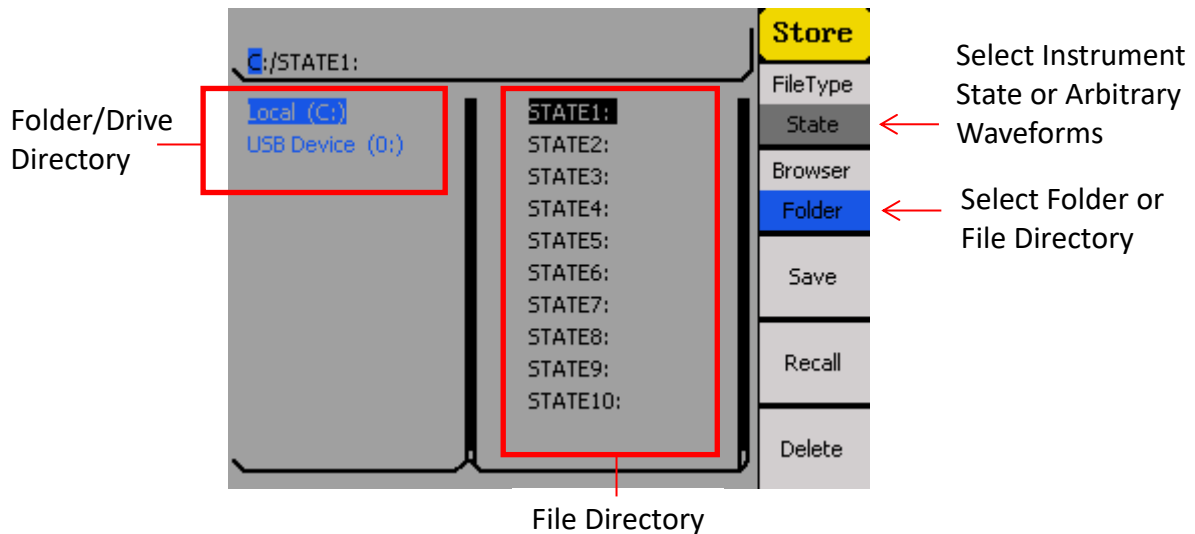 Store
C:/STATE1:
FileType
State
Browser
Folder
Save
Recall
Delete
Local (C:)
USB Device (0:)
STATE1:
STATE2:
STATE3:
STATE4:
STATE5:
STATE6:
STATE7:
STATE8:
STATE9:
STATE10:
Folder/Drive
Directory
Select Instrument
State or Arbitrary
Waveforms
Select Folder or
File Directory
File Directory